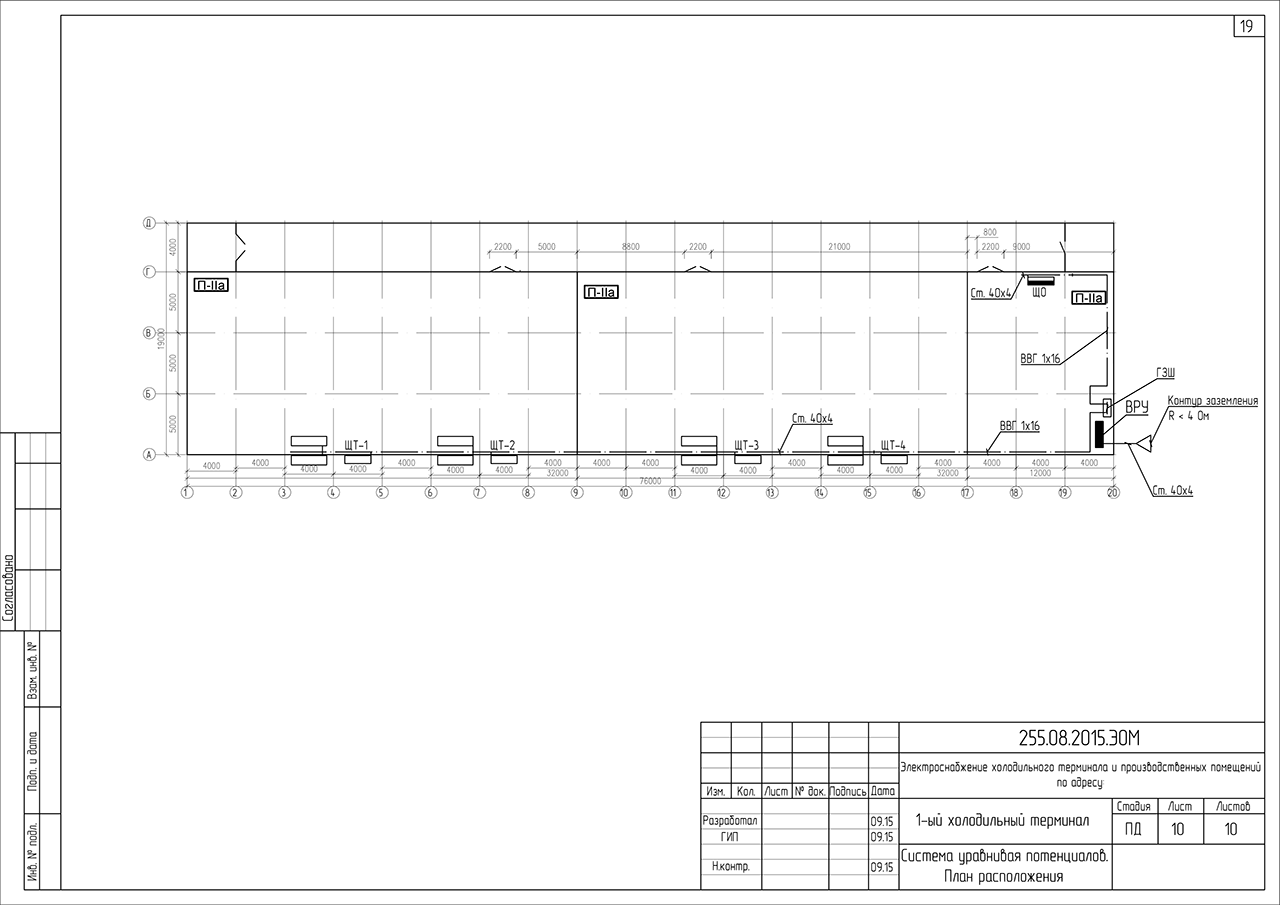 19
Д
Г
В
Б
А
4000
5000
5000
5000
19000
2200
5000
8800
2200
21000
800
2200
9000
П-IIа
П-IIа
П-IIа
Ст. 40х4
ЩО
ВВГ 1х16
ГЗШ
ВРУ
Контур заземления
R < 4 Ом
Ст. 40х4
ВВГ 1х16
Ст. 40х4
ЩТ-1
ЩТ-2
ЩТ-3
ЩТ-4
4000 4000 4000 4000 4000 4000 4000 4000 4000 4000 4000 4000 4000 4000 4000 4000 4000 4000 4000
32000 32000 12000
76000
1 2 3 4 5 6 7 8 9 10 11 12 13 14 15 16 17 18 19 20
Согласовано
Взам. инв. №
Подп. и дата
Инв. № подл.
255.08.2015.ЭОМ
Электроснабжение холодильного терминала и производственных помещений
по адресу:
Изм. Кол. Лист № док. Подпись Дата
Разработал 09.15
ГИП 09.15
Н.контр. 09.15
1-ый холодильный терминал
Стадия Лист Листов
ПД 10 10
Система уравнивая потенциалов.
План расположения